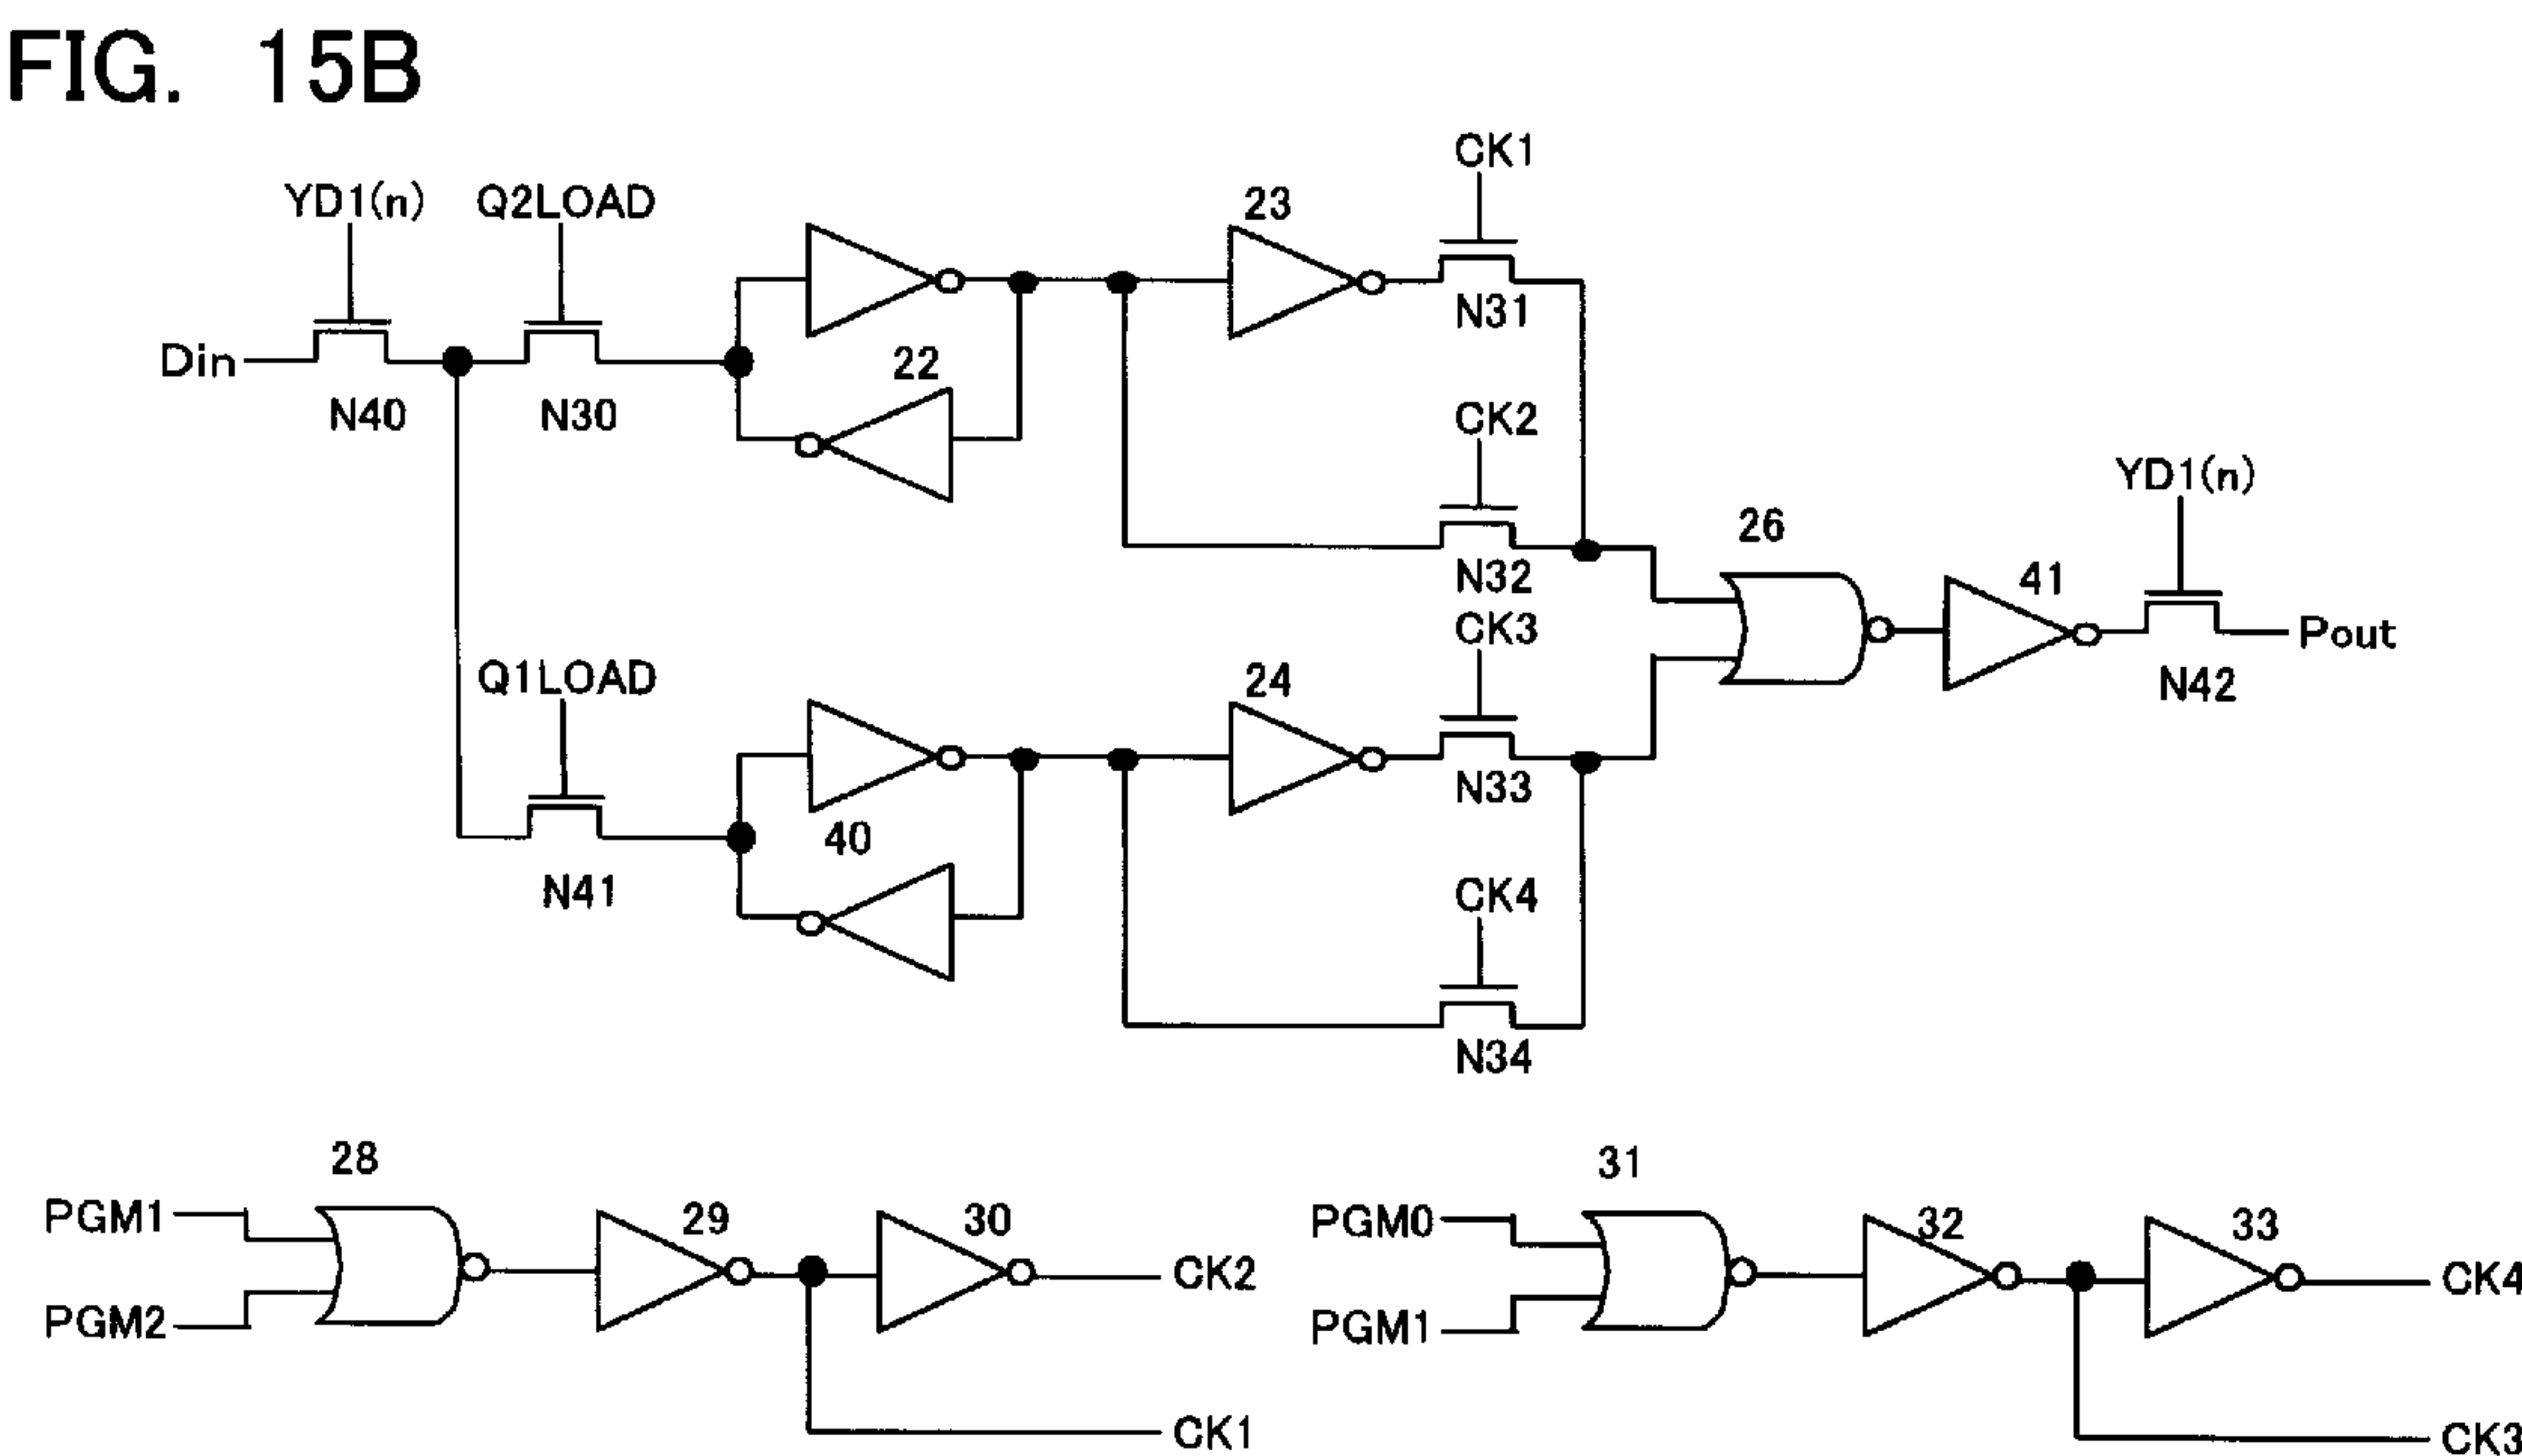 FIG. 15B
CK1
YD1(n)
Q2LOAD
23
N31
22
Din
N40
N30
CK2
YD1(n)
26
N32
41
CK3
Pout
Q1LOAD
24
N42
N33
40
N41
CK4
N34
28
31
PGM1
29
30
PGM0
32
33
CK2
CK4
PGM2
PGM1
CK1
CK3